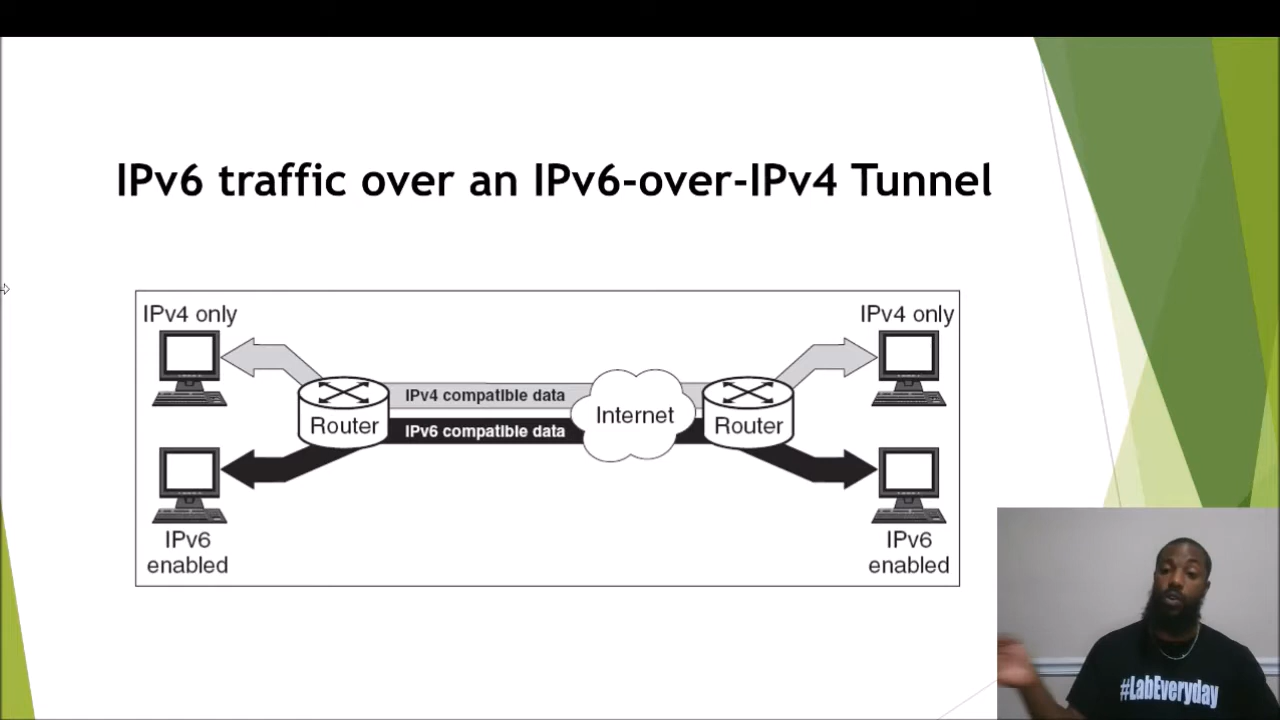 IPv6 traffic over an IPv6-over-IPv4 Tunnel
IPv4 only
IPv4 only
IPv4 compatible data
Internet
Router
Router
IPv6 compatible data
IPv6
enabled
IPv6
enabled
#LabEveryday